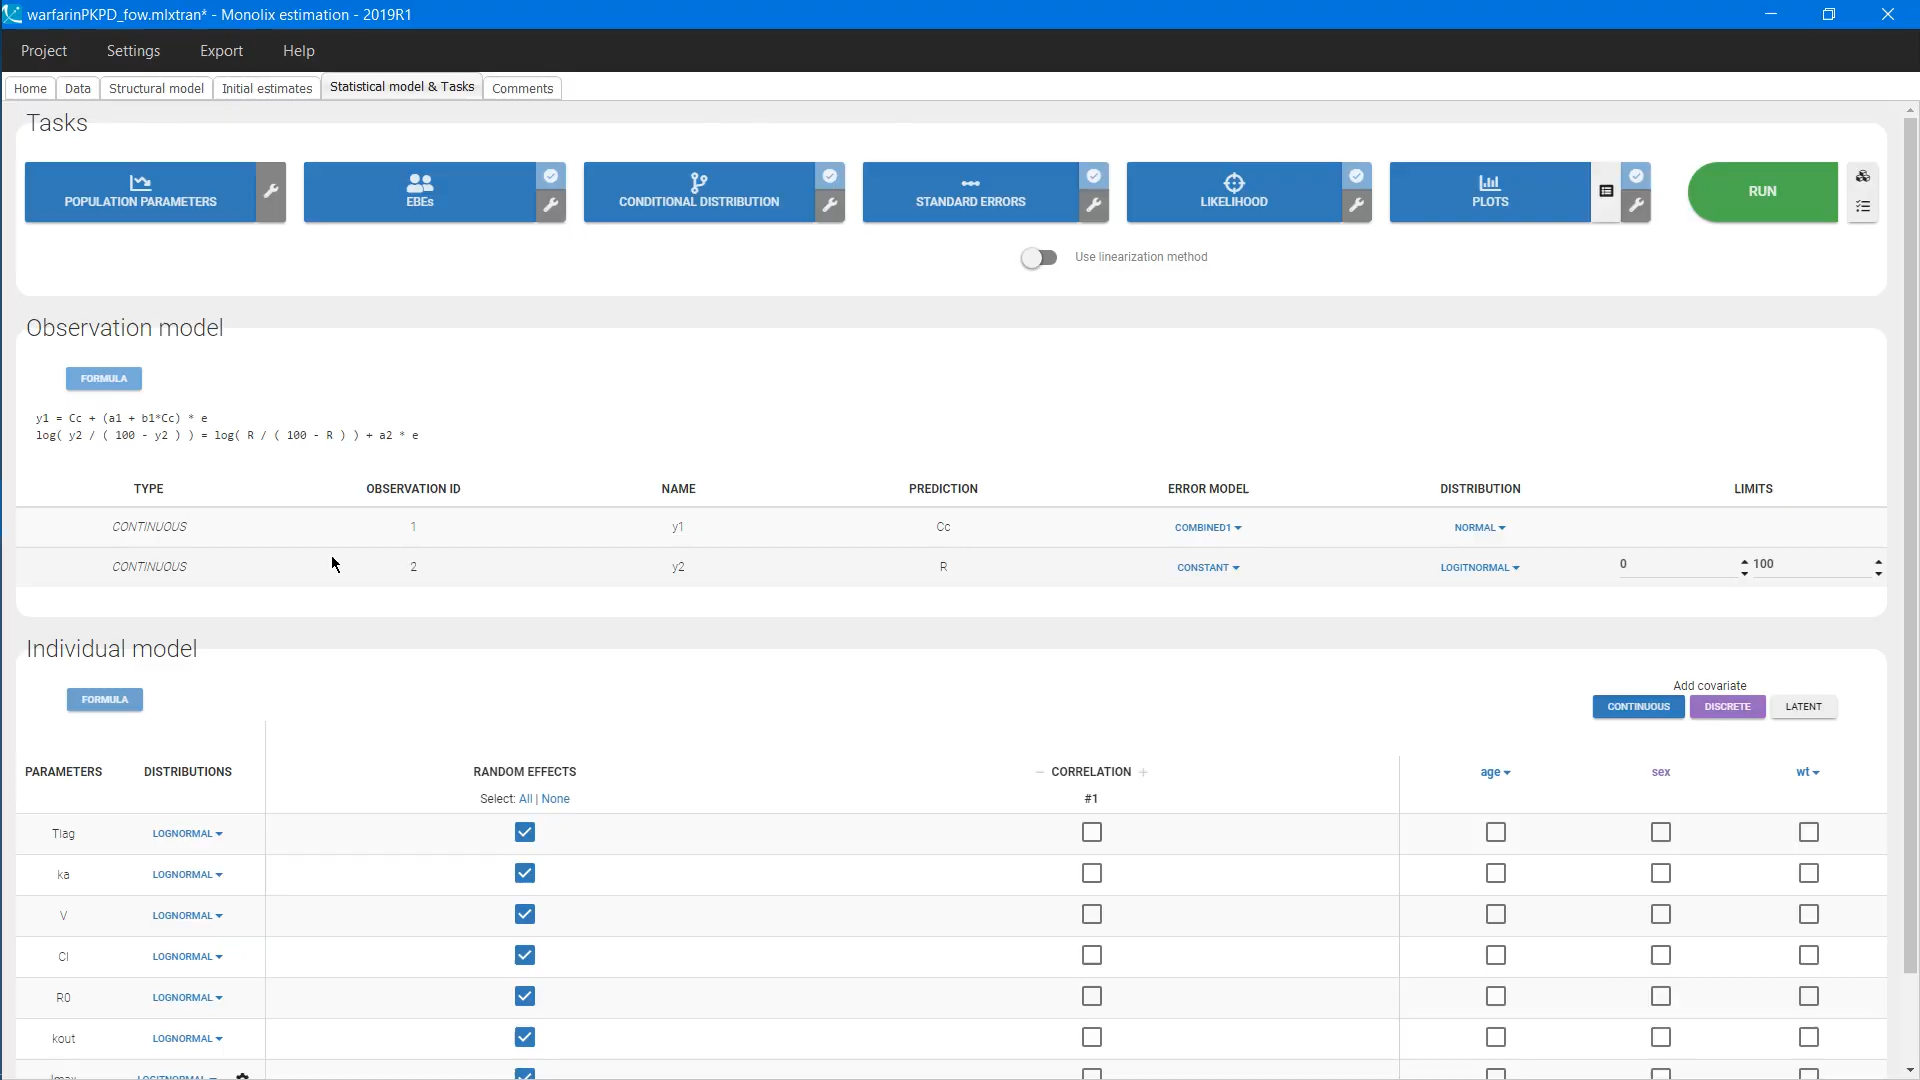 warfarinPKPD_fow.mlxtran* - Monolix estimation - 2019R1
Project Settings Export Help
Home Data Structural model Initial estimates Statistical model & Tasks Comments
Tasks
POPULATION PARAMETERS EBEs CONDITIONAL DISTRIBUTION STANDARD ERRORS LIKELIHOOD PLOTS RUN
Use linearization method
Observation model
FORMULA
y1 = Cc + (a1 + b1*Cc) * e
log( y2 / ( 100 - y2 ) ) = log( R / ( 100 - R ) ) + a2 * e
TYPE OBSERVATION ID NAME PREDICTION ERROR MODEL DISTRIBUTION LIMITS
CONTINUOUS 1 y1 Cc COMBINED1 NORMAL
CONTINUOUS 2 y2 R CONSTANT LOGITNORMAL 0 100
Individual model
FORMULA
Add covariate
CONTINUOUS DISCRETE LATENT
PARAMETERS DISTRIBUTIONS RANDOM EFFECTS - CORRELATION + age sex wt
Select: All | None #1
Tlag LOGNORMAL
ka LOGNORMAL
V LOGNORMAL
Cl LOGNORMAL
R0 LOGNORMAL
kout LOGNORMAL
Imax LOGITNORMAL